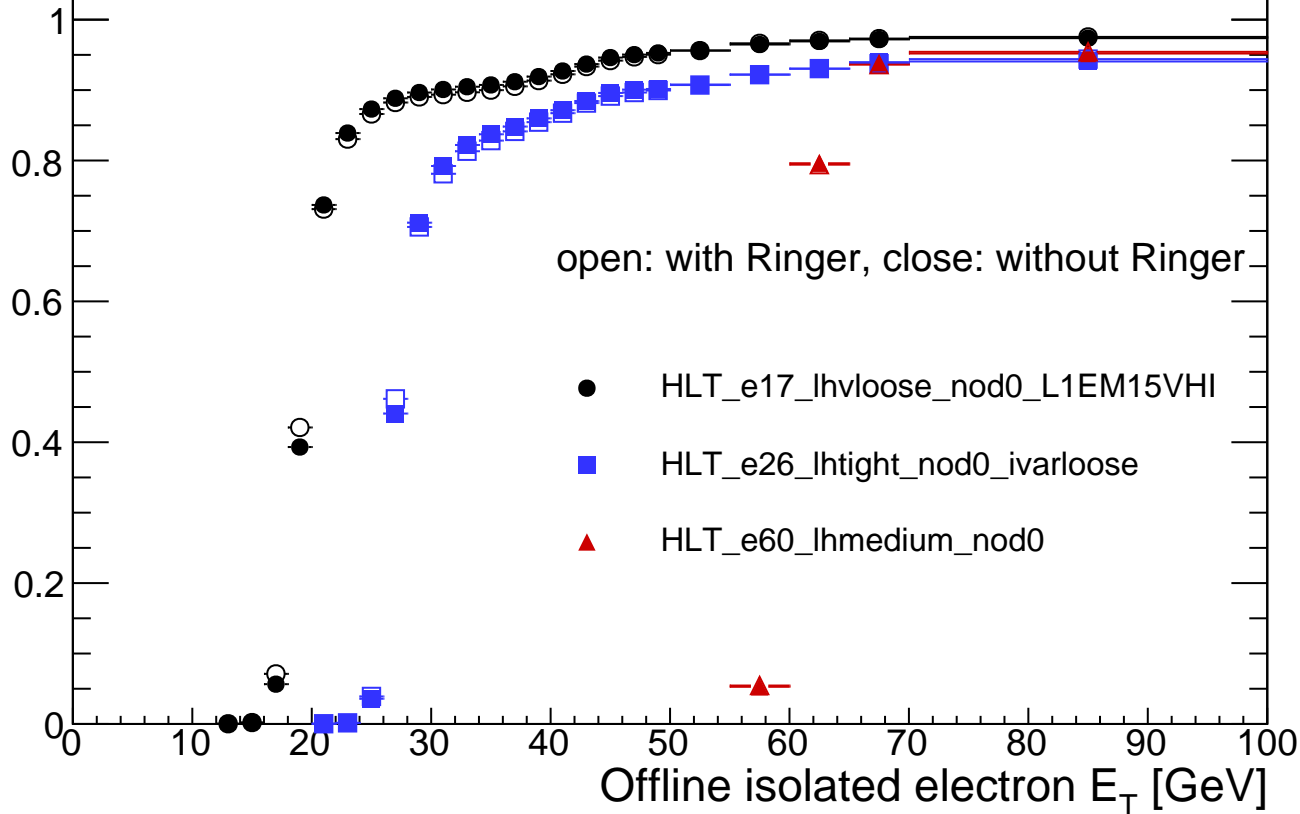 1
0.8
0.6
0.4
0.2
0
open: with Ringer, close: without Ringer
HLT_e17_lhvloose_nod0_L1EM15VHI
HLT_e26_lhtight_nod0_ivarloose
HLT_e60_lhmedium_nod0
0 10 20 30 40 50 60 70 80 90 100
Offline isolated electron E_T [GeV]